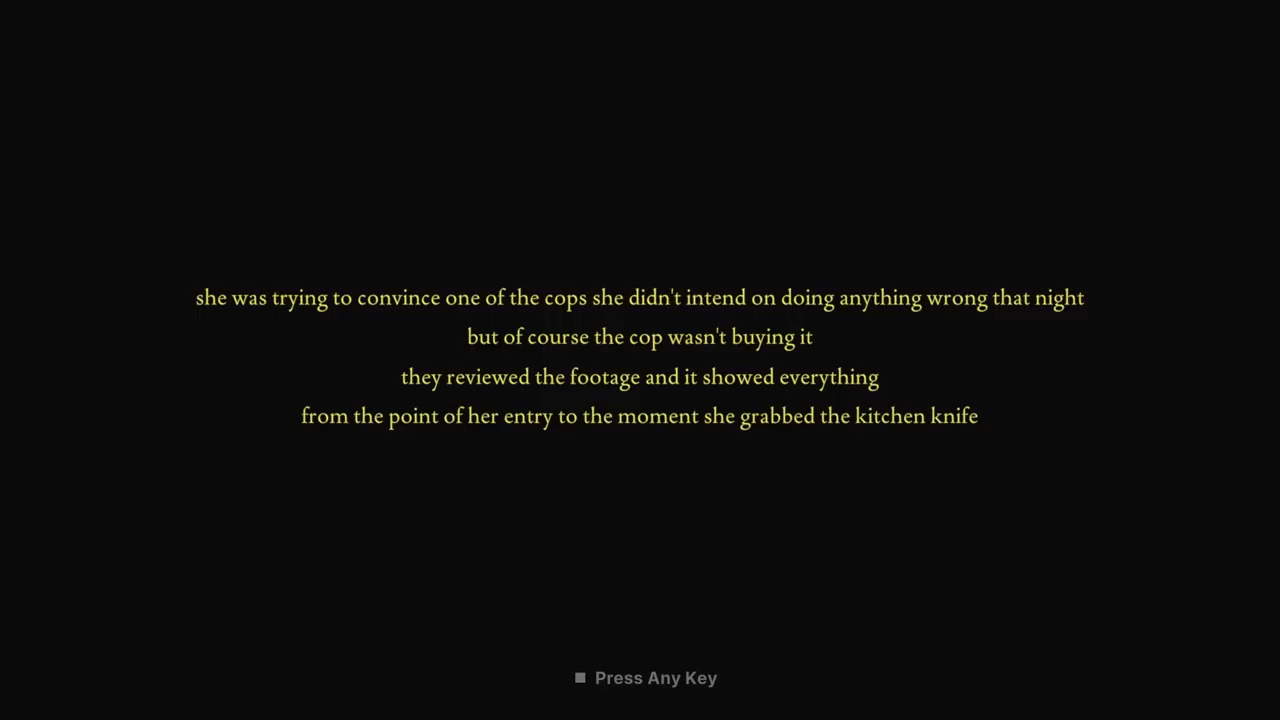 she was trying to convince one of the cops she didn't intend on doing anything wrong that night
but of course the cop wasn't buying it
they reviewed the footage and it showed everything
from the point of her entry to the moment she grabbed the kitchen knife
Press Any Key